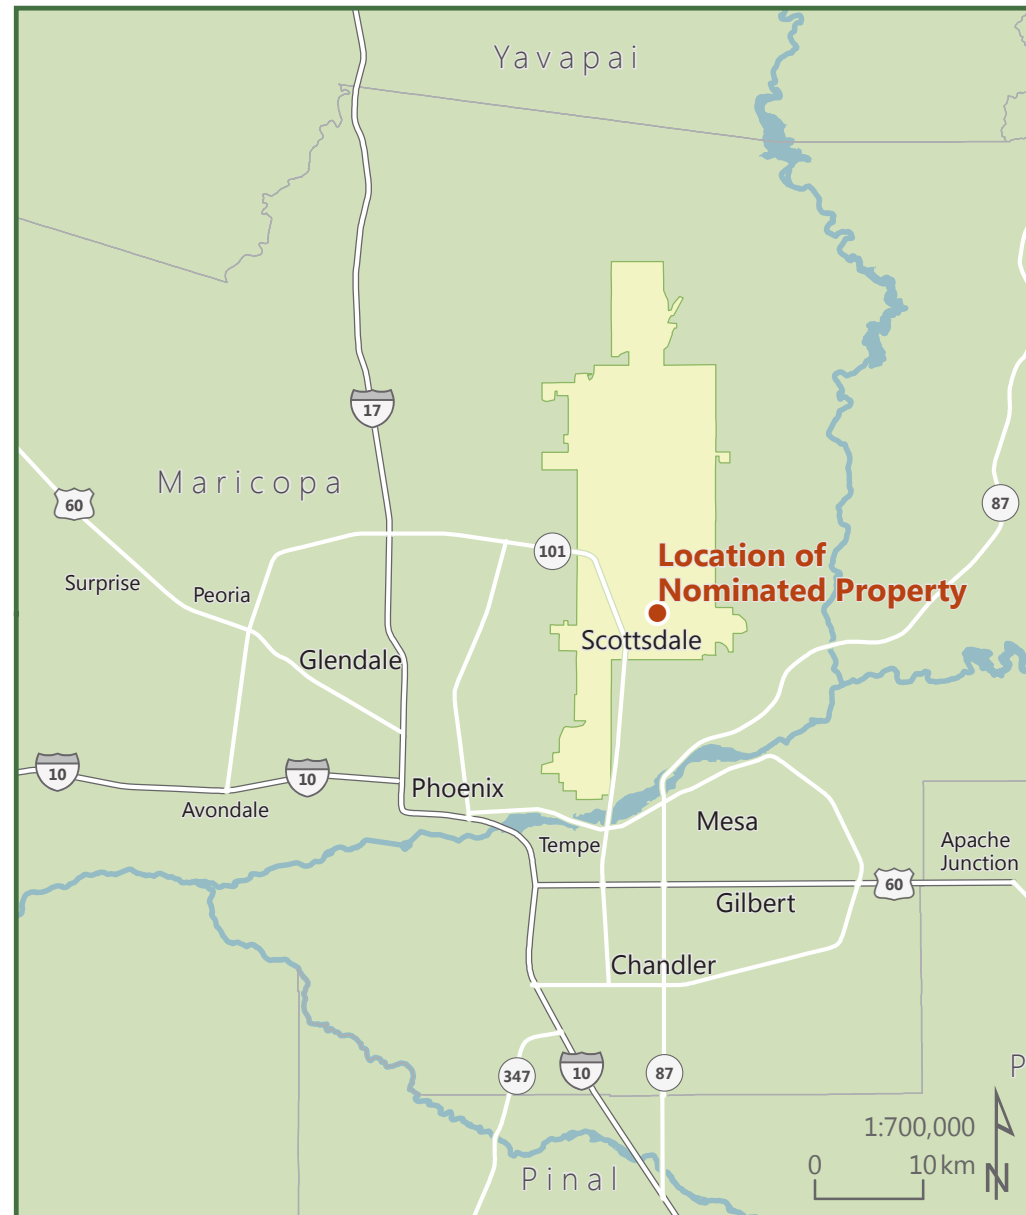 Yavapai
17
Maricopa
60
87
101
Location of
Nominated Property
Surprise
Peoria
Scottsdale
Glendale
10
10
Phoenix
Avondale
Mesa
Tempe
Apache
Junction
60
Gilbert
Chandler
347
10
87
P
1:700,000
0
10 km
N
Pinal